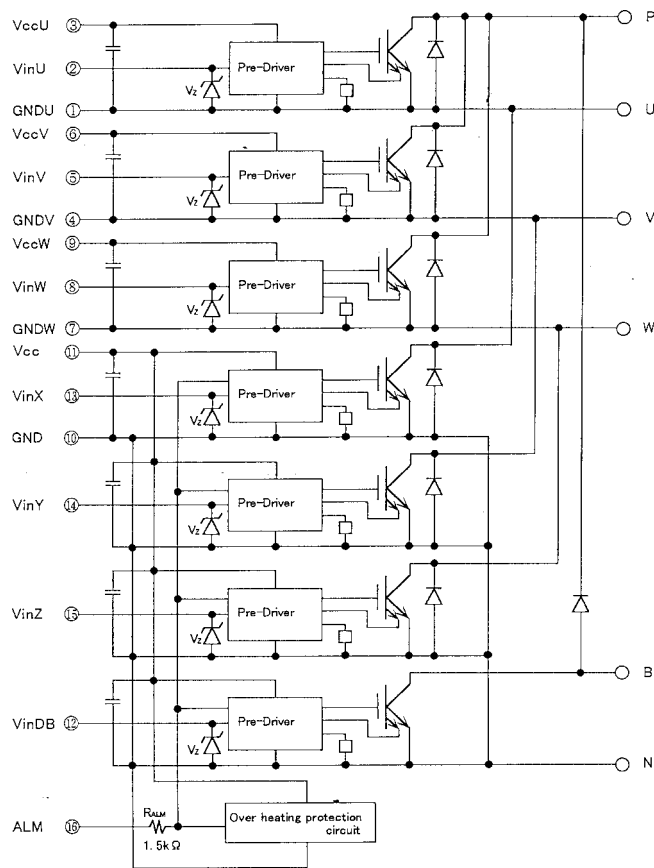 VccU ③
P
VinU ②
Pre-Driver
Vz
GNDU ①
U
VccV ⑥
VinV ⑤
Pre-Driver
Vz
GNDV ④
V
VccW ⑨
VinW ⑧
Pre-Driver
Vz
GNDW ⑦
W
Vcc ⑪
VinX ⑬
Pre-Driver
Vz
GND ⑩
VinY ⑭
Pre-Driver
Vz
VinZ ⑮
Pre-Driver
Vz
B
VinDB ⑫
Pre-Driver
Vz
N
RALM
ALM ⑯
1.5kΩ
Over heating protection
circuit